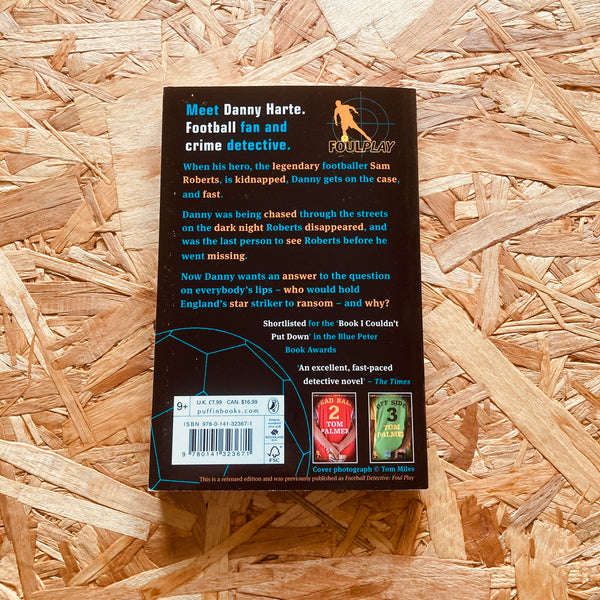 Meet Danny Harte.
Football fan and
crime detective.
FOULPLAY
When his hero, the legendary footballer Sam
Roberts, is kidnapped, Danny gets on the case,
and fast.
Danny was being chased through the streets
on the dark night Roberts disappeared, and
was the last person to see Roberts before he
went missing.
Now Danny wants an answer to the question
on everybody's lips – who would hold
England's star striker to ransom – and why?
Shortlisted for the 'Book I Couldn't
Put Down' in the Blue Peter
Book Awards
'An excellent, fast-paced
detective novel' – The Times
9+
U.K. £7.99 CAN. $16.99
puffinbooks.com
ISBN 978-0-141-32367-1
9 780141 323671
FSC
2
TOM
PALMER
3
TOM
PALMER
Cover photograph © Tom Miles
This is a reissued edition and was previously published as Football Detective: Foul Play